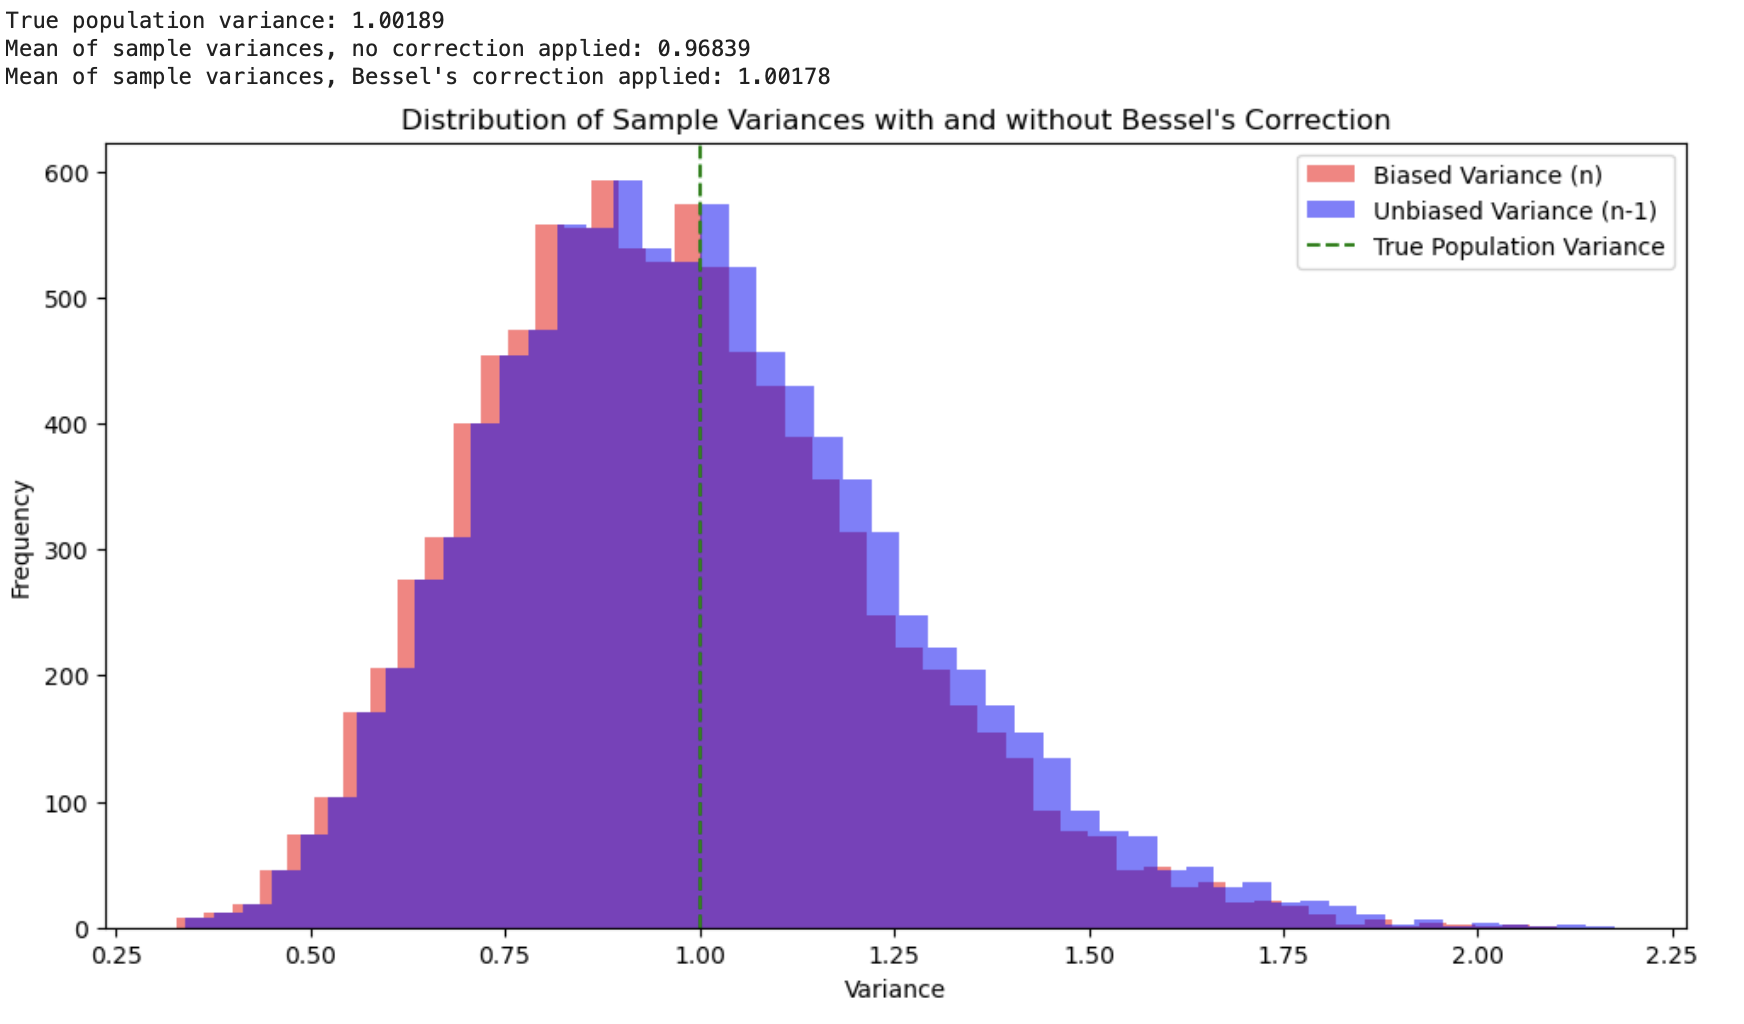 True population variance: 1.00189
Mean of sample variances, no correction applied: 0.96839
Mean of sample variances, Bessel's correction applied: 1.00178
Distribution of Sample Variances with and without Bessel's Correction
Biased Variance (n)
Unbiased Variance (n-1)
True Population Variance
600
500
400
300
200
100
0
Frequency
0.25 0.50 0.75 1.00 1.25 1.50 1.75 2.00 2.25
Variance